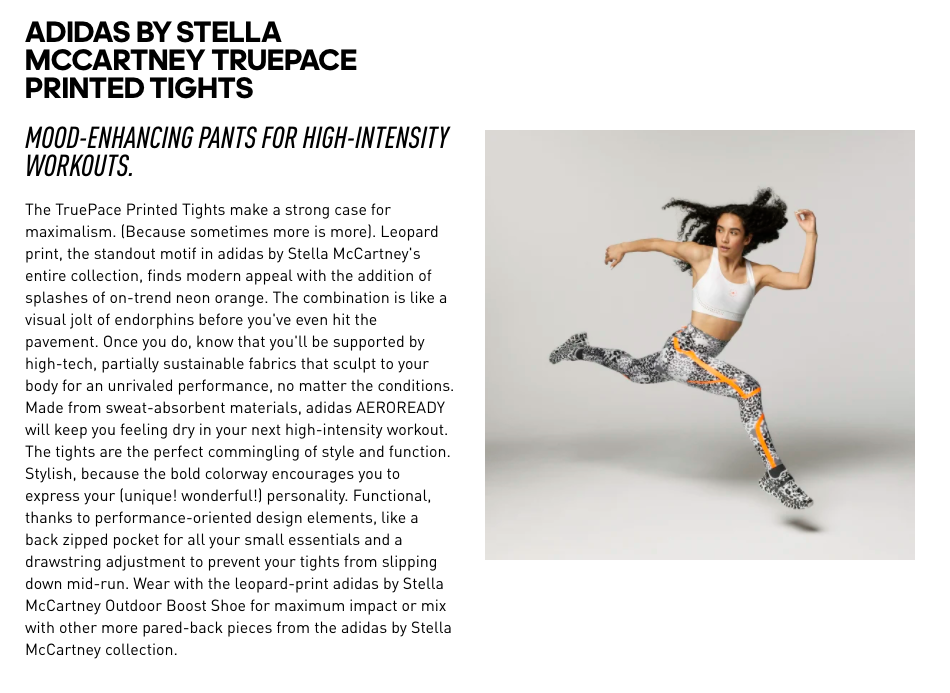 ADIDAS BY STELLA
MCCARTNEY TRUEPACE
PRINTED TIGHTS
MOOD-ENHANCING PANTS FOR HIGH-INTENSITY
WORKOUTS.
The TruePace Printed Tights make a strong case for
maximalism. (Because sometimes more is more). Leopard
print, the standout motif in adidas by Stella McCartney's
entire collection, finds modern appeal with the addition of
splashes of on-trend neon orange. The combination is like a
visual jolt of endorphins before you've even hit the
pavement. Once you do, know that you'll be supported by
high-tech, partially sustainable fabrics that sculpt to your
body for an unrivaled performance, no matter the conditions.
Made from sweat-absorbent materials, adidas AEROREADY
will keep you feeling dry in your next high-intensity workout.
The tights are the perfect commingling of style and function.
Stylish, because the bold colorway encourages you to
express your (unique! wonderful!) personality. Functional,
thanks to performance-oriented design elements, like a
back zipped pocket for all your small essentials and a
drawstring adjustment to prevent your tights from slipping
down mid-run. Wear with the leopard-print adidas by Stella
McCartney Outdoor Boost Shoe for maximum impact or mix
with other more pared-back pieces from the adidas by Stella
McCartney collection.